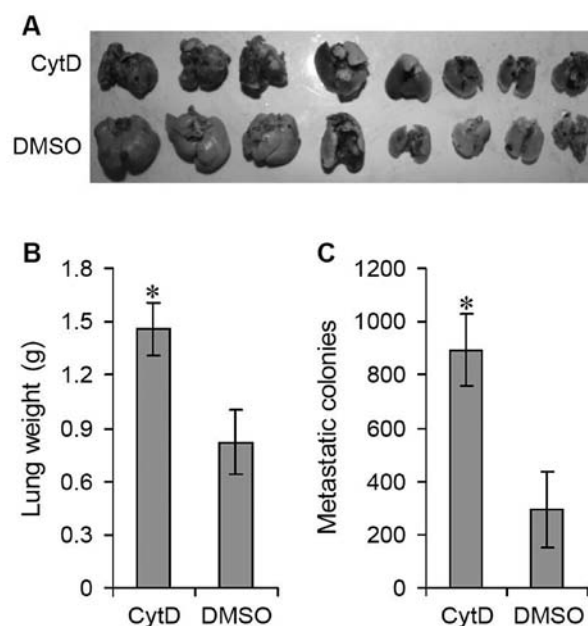 A
CytD
DMSO
B
Lung weight (g)
1.8
1.5
1.2
0.9
0.6
0.3
0
*
CytD DMSO
C
Metastatic colonies
1200
1000
800
600
400
200
0
*
CytD DMSO